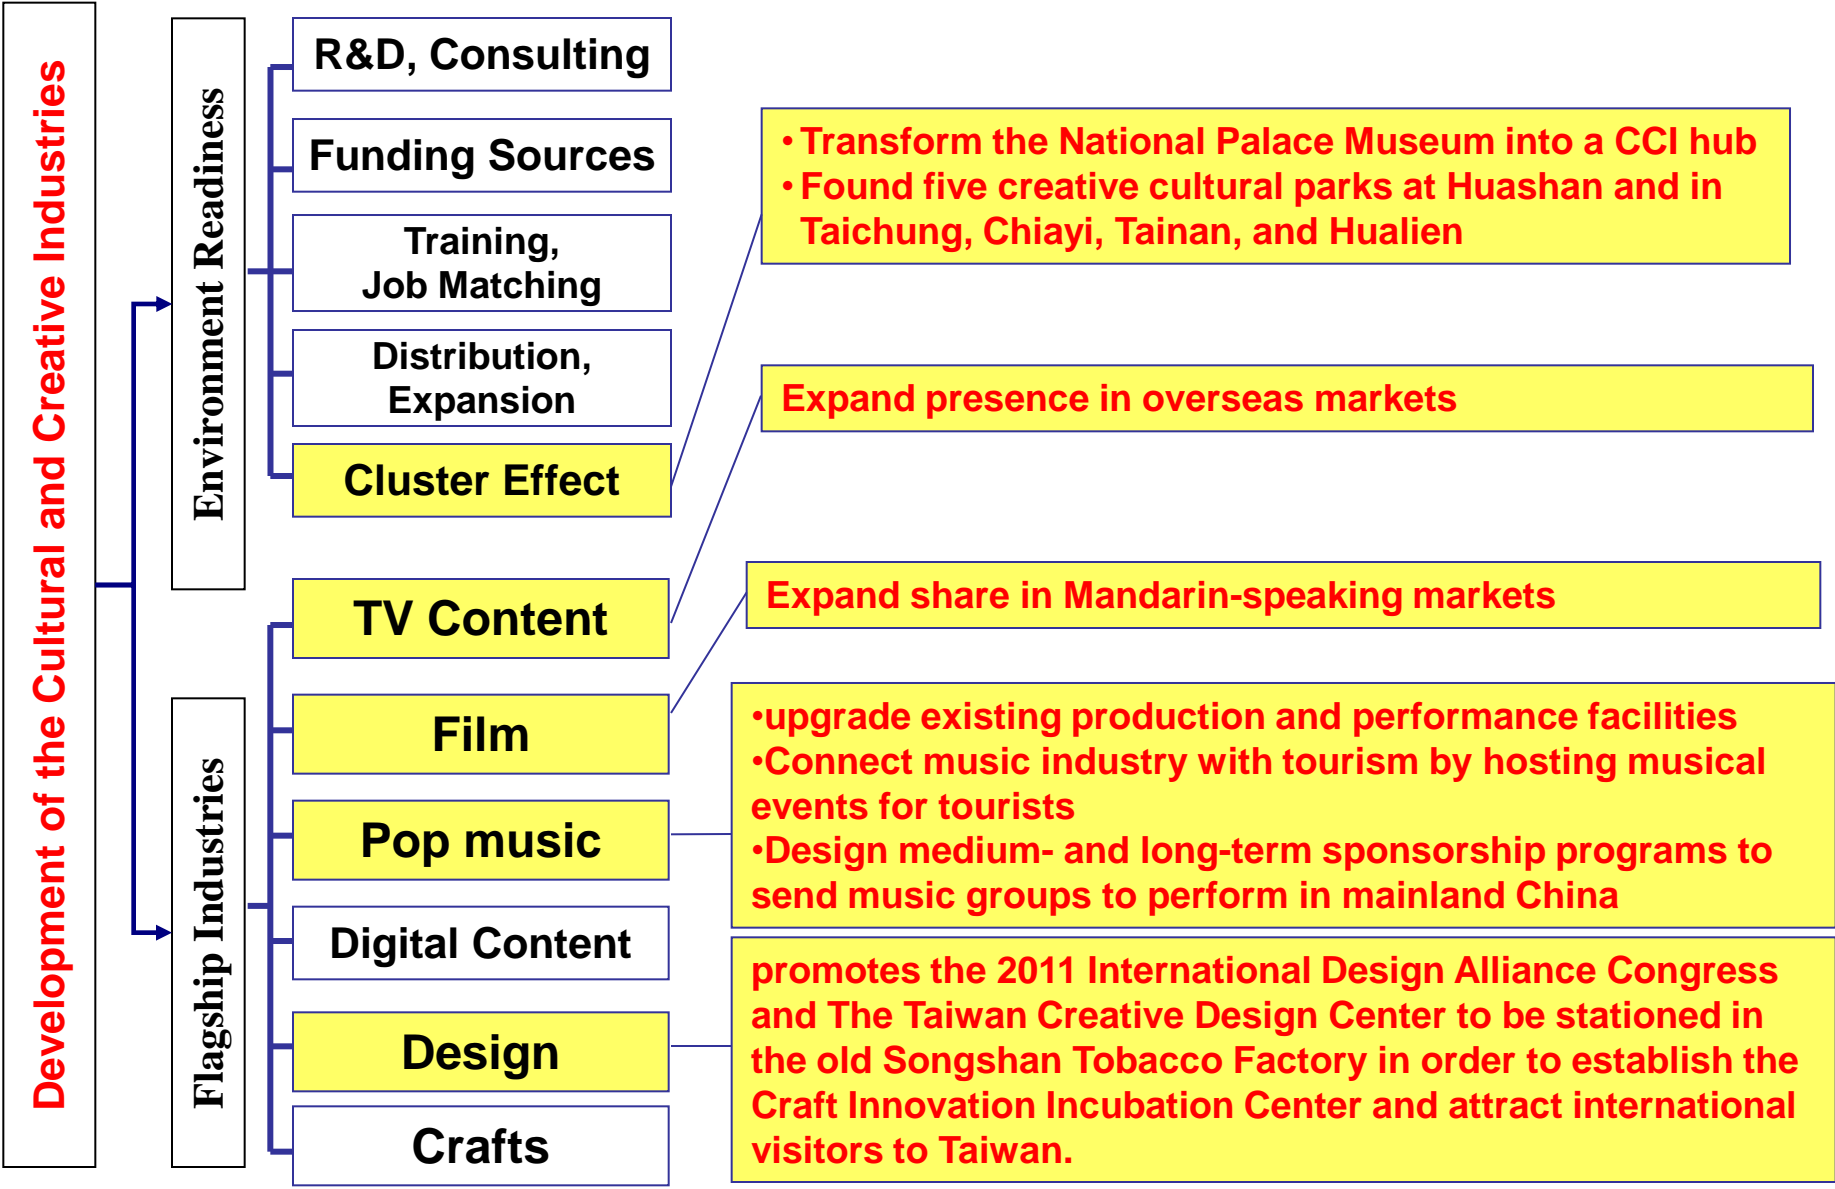 Development of the Cultural and Creative Industries
Environment Readiness
R&D, Consulting
Funding Sources
Training,
Job Matching
Distribution,
Expansion
Cluster Effect
• Transform the National Palace Museum into a CCI hub
• Found five creative cultural parks at Huashan and in
Taichung, Chiayi, Tainan, and Hualien
Flagship Industries
TV Content
Expand presence in overseas markets
Film
Expand share in Mandarin-speaking markets
Pop music
•upgrade existing production and performance facilities
•Connect music industry with tourism by hosting musical
events for tourists
•Design medium- and long-term sponsorship programs to
send music groups to perform in mainland China
Digital Content
Design
promotes the 2011 International Design Alliance Congress
and The Taiwan Creative Design Center to be stationed in
the old Songshan Tobacco Factory in order to establish the
Craft Innovation Incubation Center and attract international
visitors to Taiwan.
Crafts